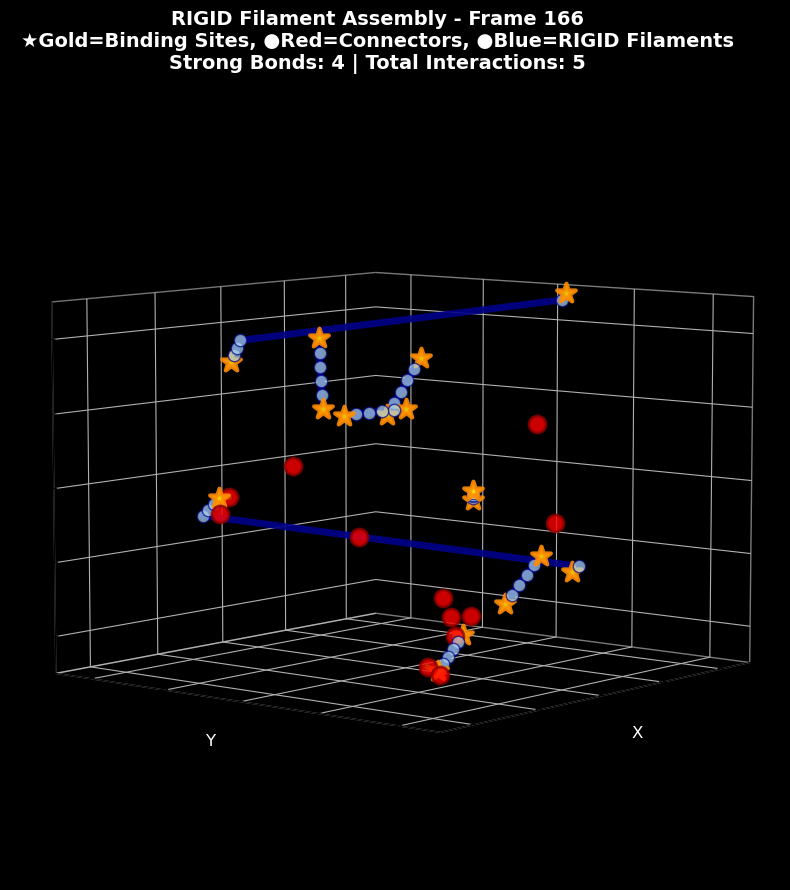 RIGID Filament Assembly - Frame 166
★Gold=Binding Sites, ●Red=Connectors, ●Blue=RIGID Filaments
Strong Bonds: 4 | Total Interactions: 5
Y
X